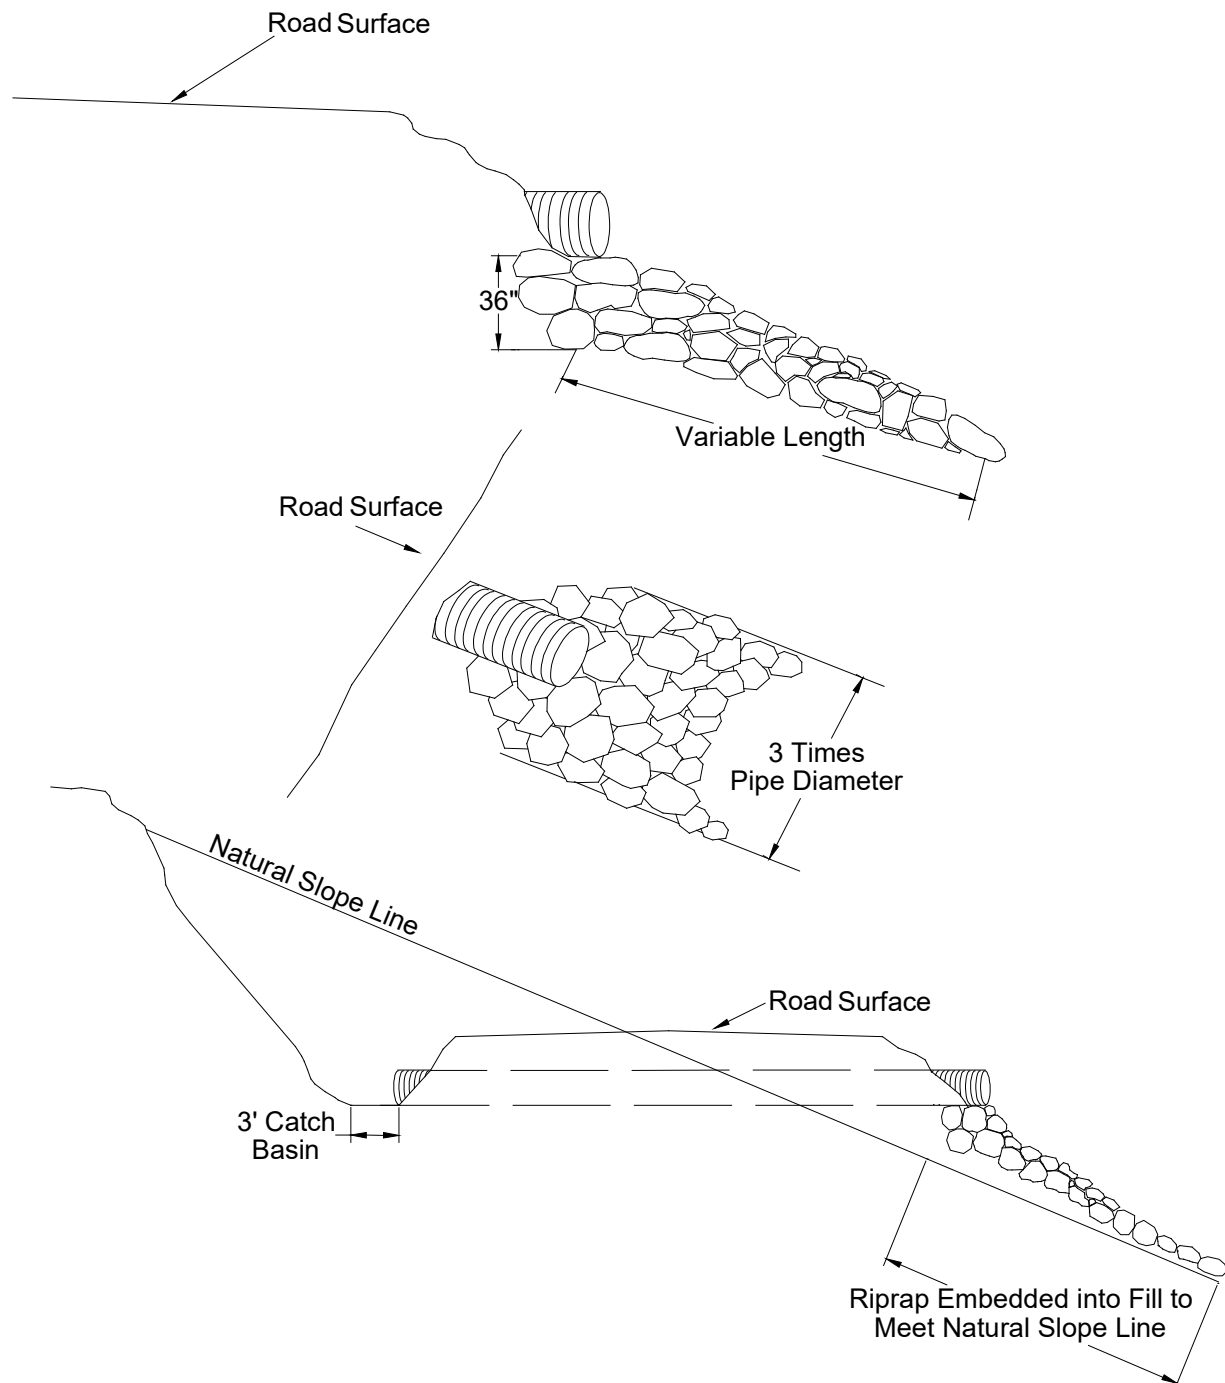 Road Surface
36"
Variable Length
Road Surface
3 Times
Pipe Diameter
Natural Slope Line
Road Surface
3' Catch
Basin
Riprap Embedded into Fill to
Meet Natural Slope Line